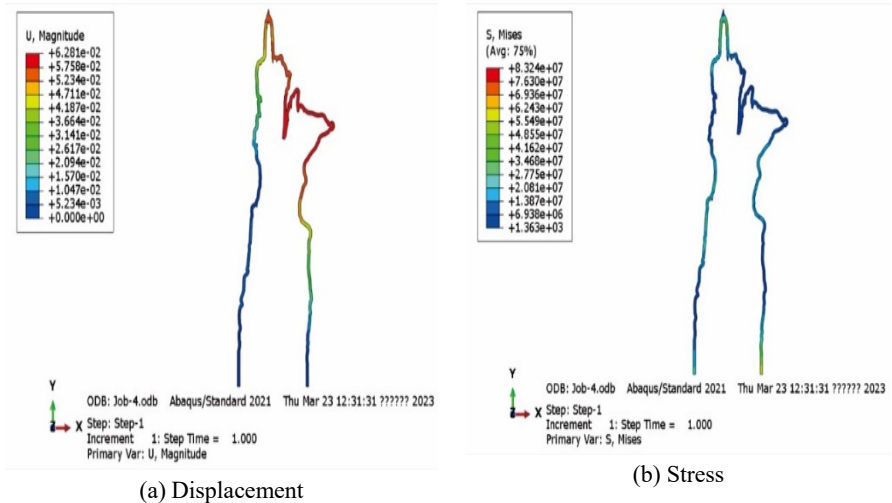 U, Magnitude
+6.281e-02
+5.758e-02
+5.234e-02
+4.711e-02
+4.187e-02
+3.664e-02
+3.141e-02
+2.617e-02
+2.094e-02
+1.570e-02
+1.047e-02
+5.234e-03
+0.000e+00
Y
Z
X
ODB: Job-4.odb Abaqus/Standard 2021 Thu Mar 23 12:31:31 ?????? 2023
Step: Step-1
Increment 1: Step Time = 1.000
Primary Var: U, Magnitude
(a) Displacement
S, Mises
(Avg: 75%)
+8.324e+07
+7.630e+07
+6.936e+07
+6.243e+07
+5.549e+07
+4.855e+07
+4.162e+07
+3.468e+07
+2.775e+07
+2.081e+07
+1.387e+07
+6.938e+06
+1.363e+03
Y
Z
X
ODB: Job-4.odb Abaqus/Standard 2021 Thu Mar 23 12:31:31 ?????? 2023
Step: Step-1
Increment 1: Step Time = 1.000
Primary Var: S, Mises
(b) Stress